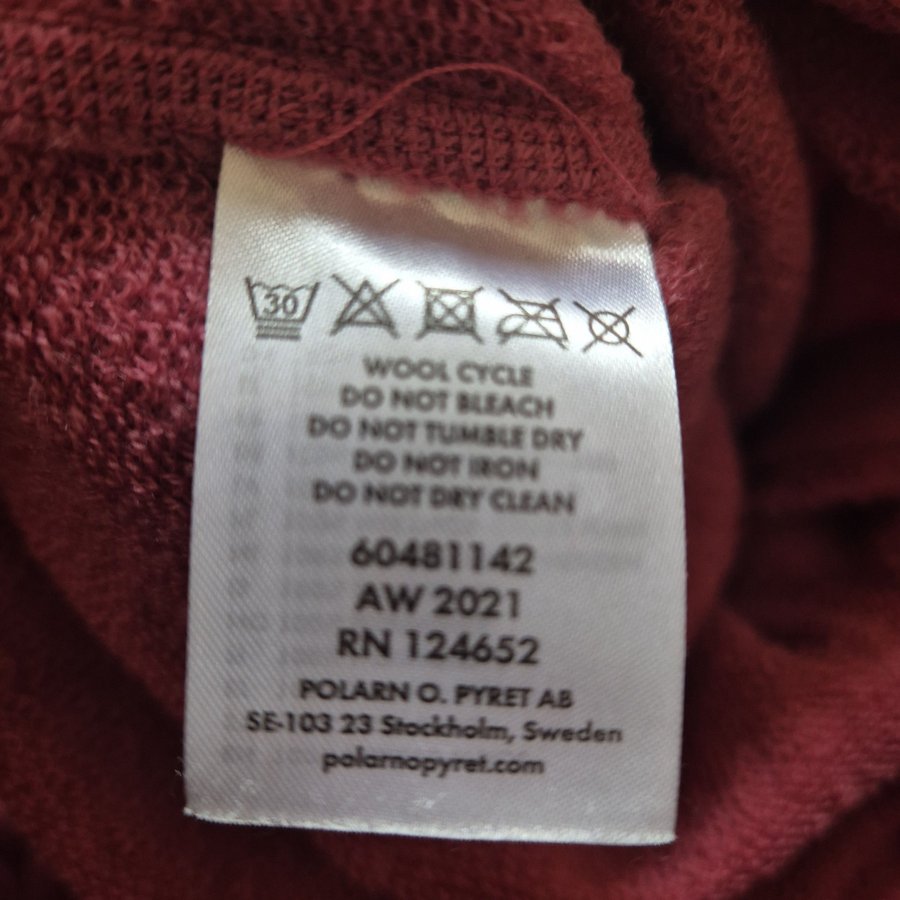 30
WOOL CYCLE
DO NOT BLEACH
DO NOT TUMBLE DRY
DO NOT IRON
DO NOT DRY CLEAN
60481142
AW 2021
RN 124652
POLARN O. PYRET AB
SE-103 23 Stockholm, Sweden
polarnopyret.com